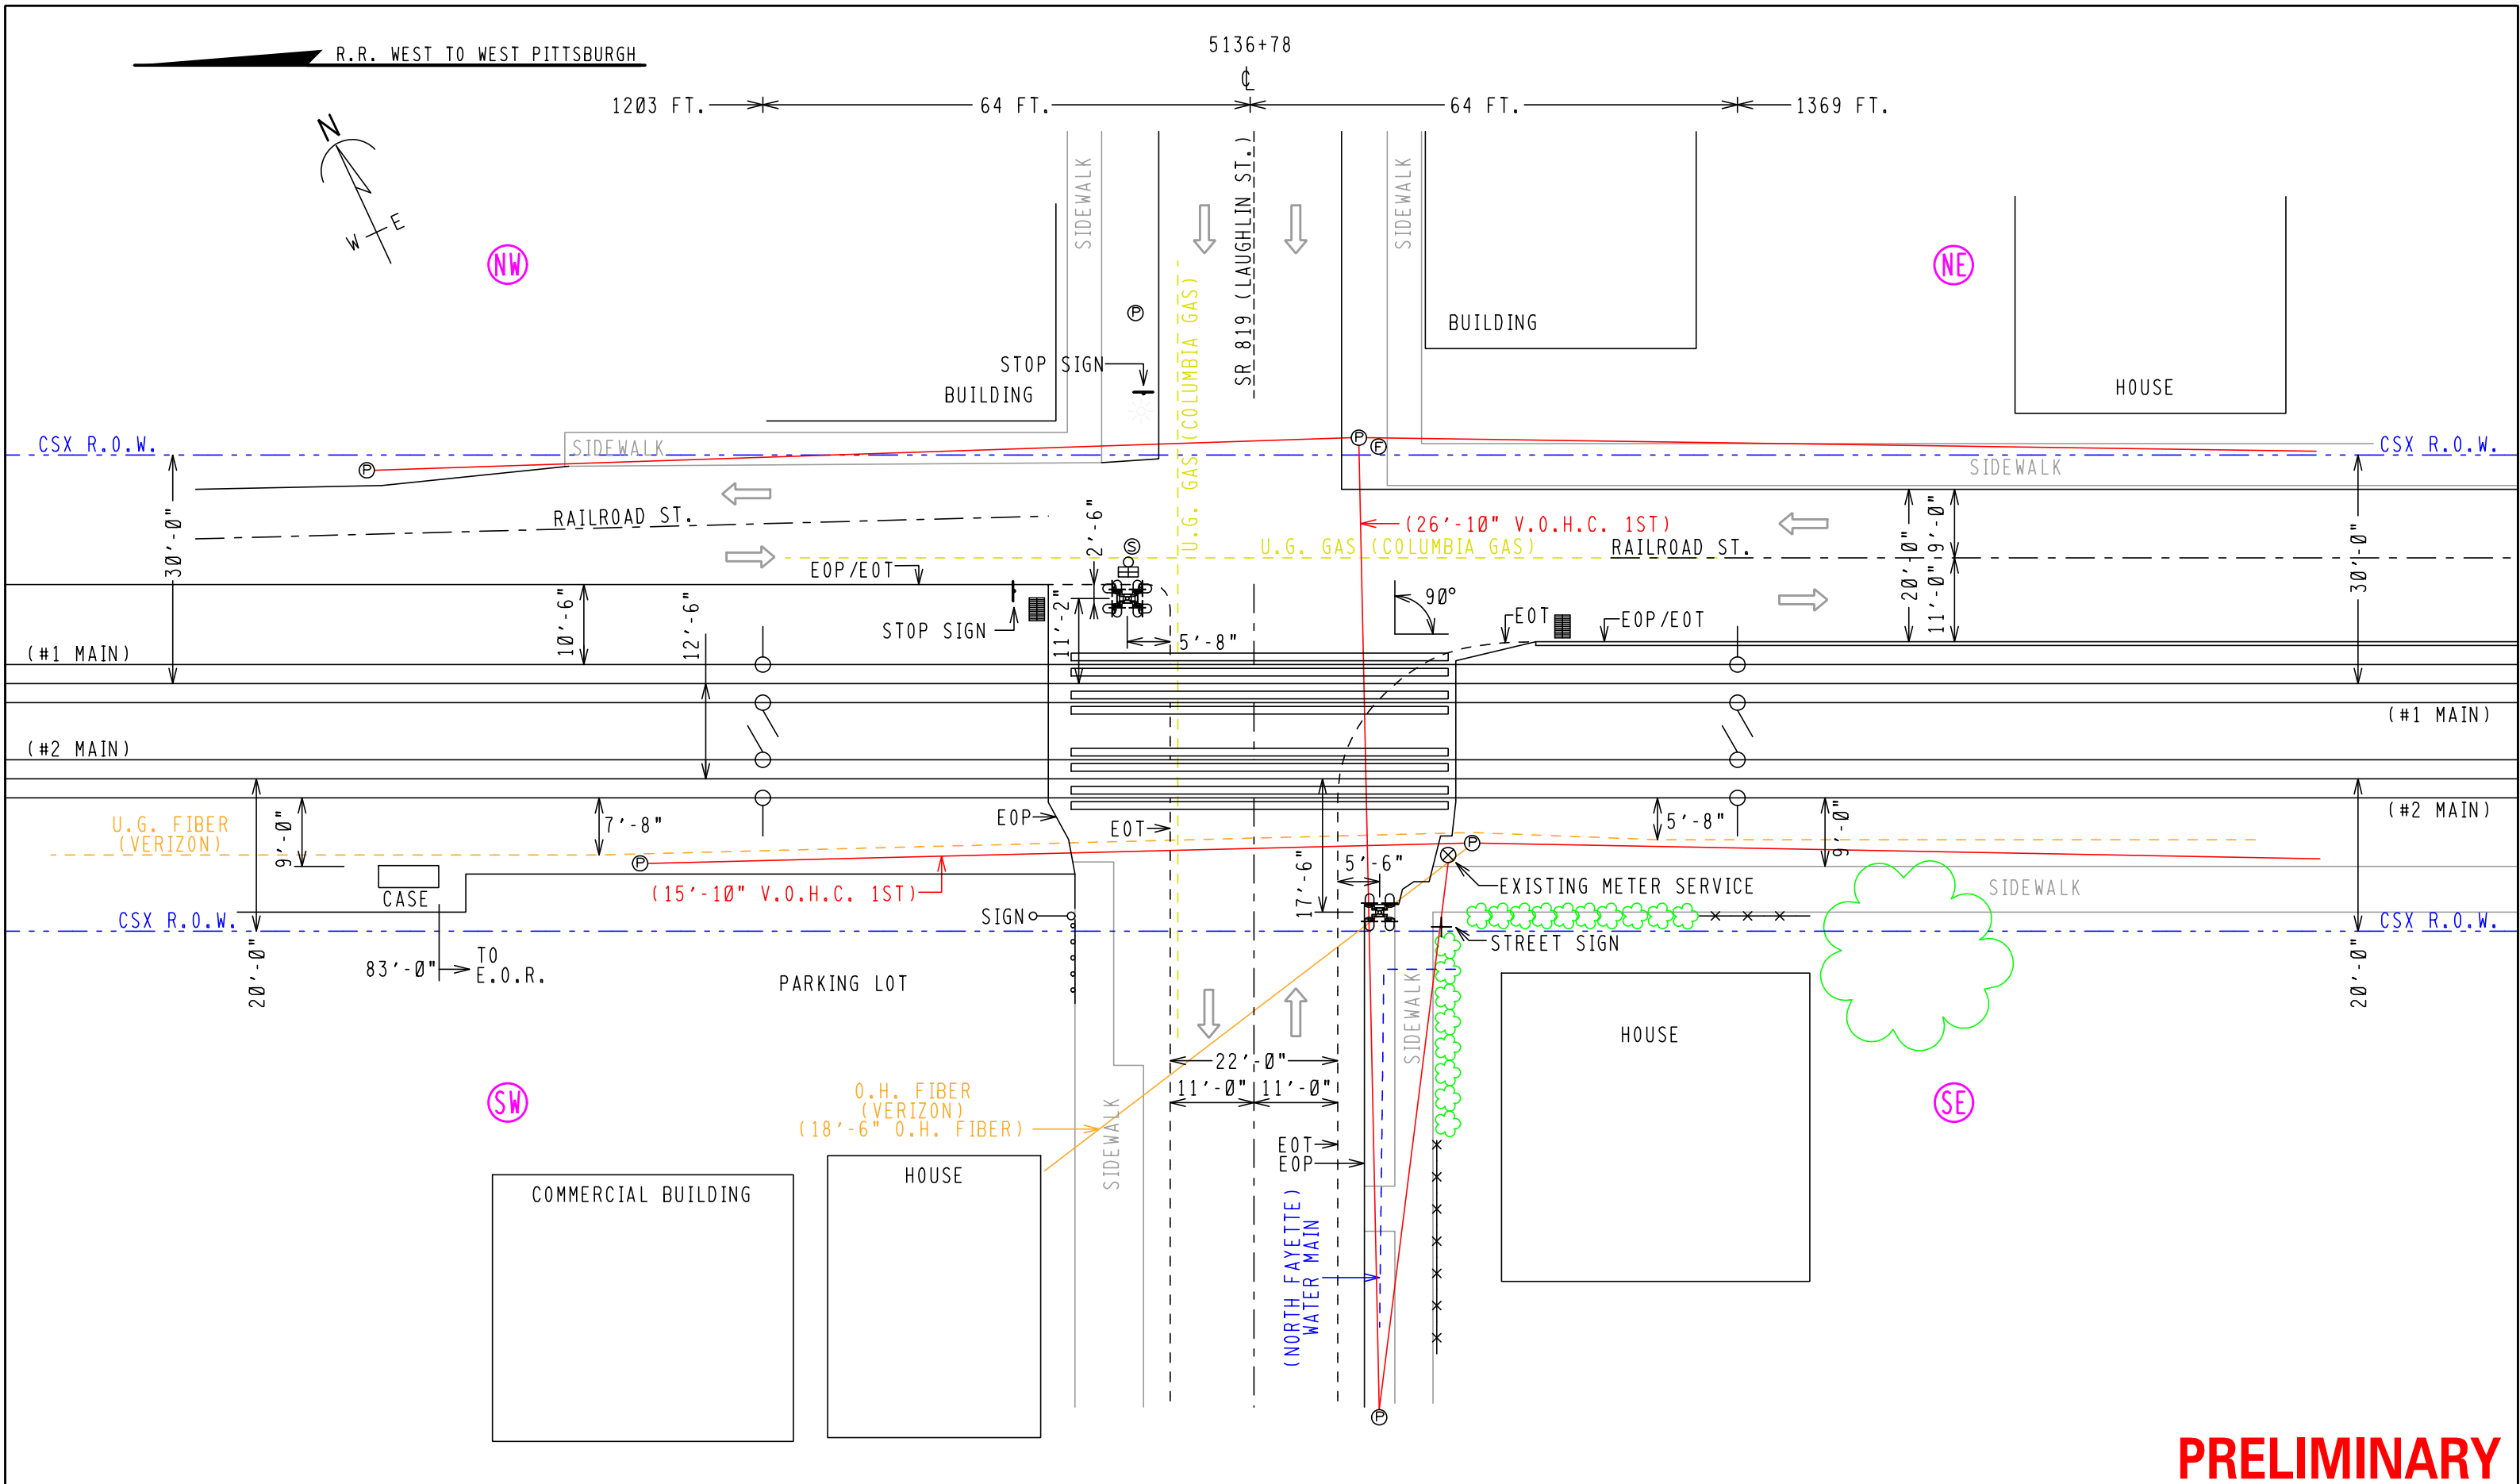 R.R. WEST TO WEST PITTSBURGH
5136+78
℄
1203 FT.
64 FT.
64 FT.
1369 FT.
N
W
E
NW
NE
SIDEWALK
SR 819 (LAUGHLIN ST.)
SIDEWALK
U.G. GAS (COLUMBIA GAS)
P
STOP SIGN
BUILDING
BUILDING
HOUSE
CSX R.O.W.
SIDEWALK
P
P
F
CSX R.O.W.
SIDEWALK
30'-0"
RAILROAD ST.
2'-6"
S
(26'-10" V.O.H.C. 1ST)
U.G. GAS (COLUMBIA GAS)
RAILROAD ST.
20'-0"
9'-0"
11'-0"
30'-0"
EOP/EOT
10'-6"
12'-6"
STOP SIGN
11'-2"
5'-8"
90°
EOT
EOP/EOT
(#1 MAIN)
(#1 MAIN)
(#2 MAIN)
(#2 MAIN)
U.G. FIBER
(VERIZON)
9'-0"
7'-8"
EOP
EOT
5'-8"
9'-0"
P
P
17'-6"
5'-6"
CASE
(15'-10" V.O.H.C. 1ST)
EXISTING METER SERVICE
SIDEWALK
CSX R.O.W.
SIGN
CSX R.O.W.
STREET SIGN
20'-0"
83'-0"
TO
E.O.R.
PARKING LOT
SIDEWALK
HOUSE
20'-0"
22'-0"
11'-0"
11'-0"
SW
O.H. FIBER
(VERIZON)
(18'-6" O.H. FIBER)
SIDEWALK
SE
EOT
EOP
COMMERCIAL BUILDING
HOUSE
(NORTH FAYETTE)
WATER MAIN
P
PRELIMINARY